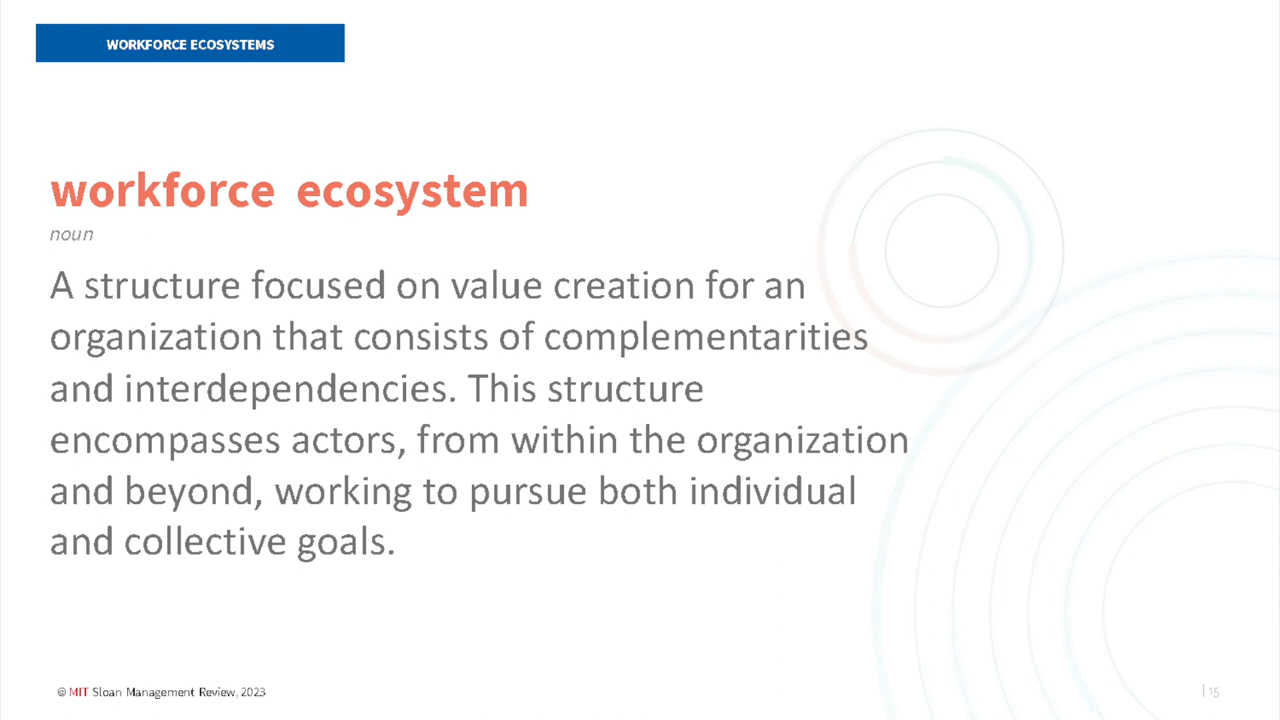 WORKFORCE ECOSYSTEMS
workforce ecosystem
noun
A structure focused on value creation for an
organization that consists of complementarities
and interdependencies. This structure
encompasses actors, from within the organization
and beyond, working to pursue both individual
and collective goals.
© MIT Sloan Management Review, 2023
| 15